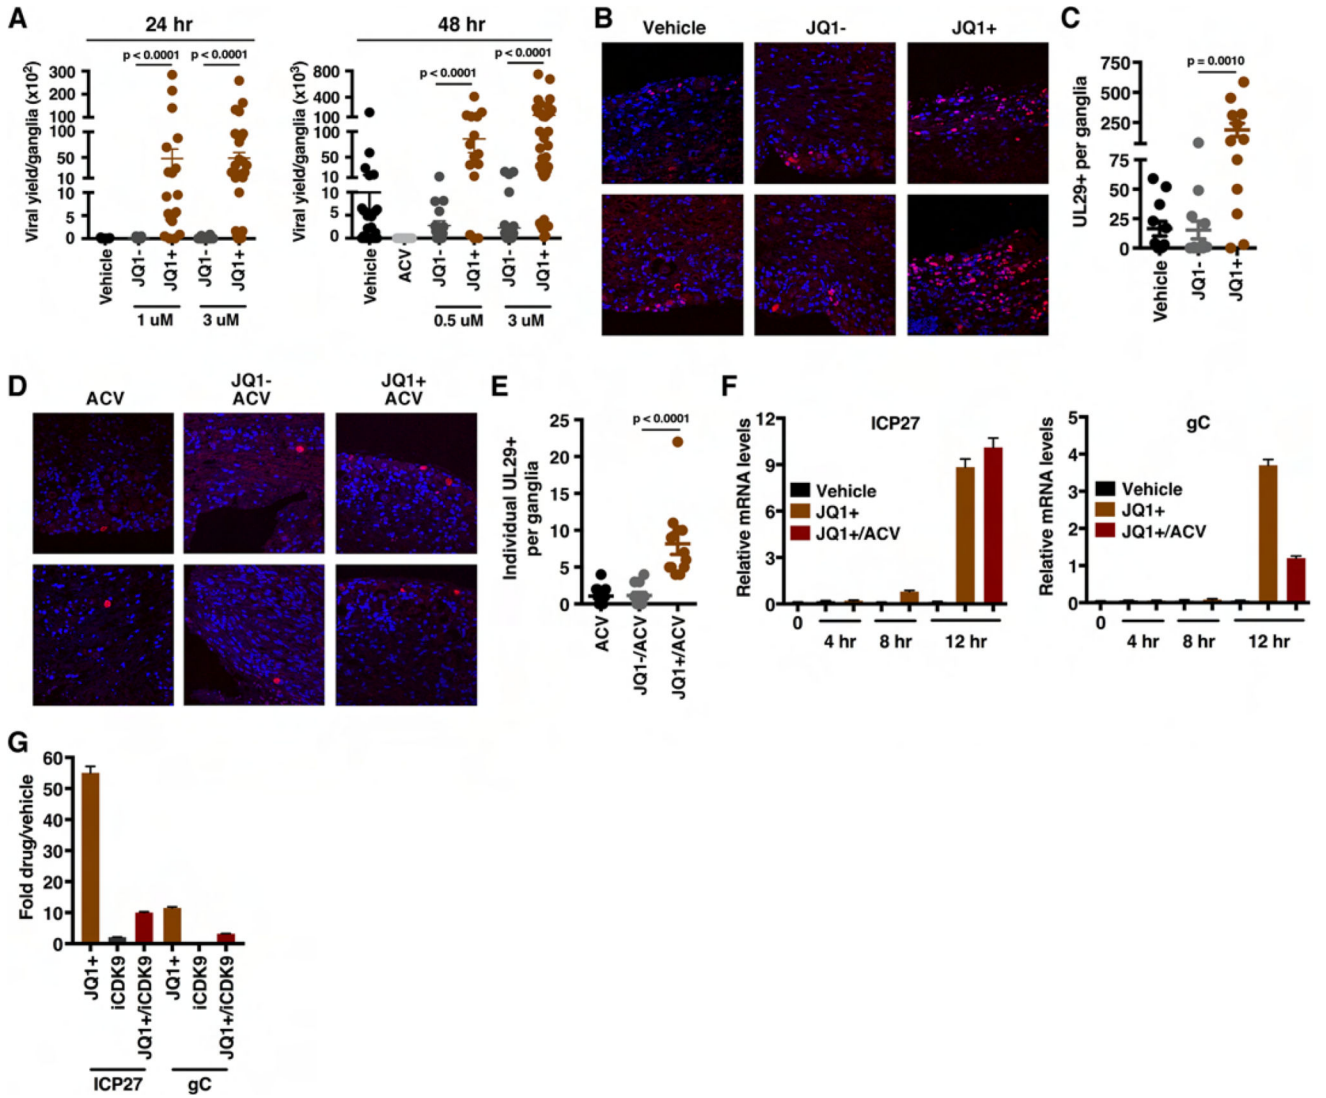 A
24 hr
48 hr
Viral yield/ganglia (x10²)
p < 0.0001
p < 0.0001
300
200
100
100
50
10
10
5
0
Vehicle
JQ1-
JQ1+
JQ1-
JQ1+
1 uM
3 uM
Viral yield/ganglia (x10³)
p < 0.0001
p < 0.0001
800
400
100
100
50
10
10
5
0
Vehicle
ACV
JQ1-
JQ1+
JQ1-
JQ1+
0.5 uM
3 uM
B
Vehicle
JQ1-
JQ1+
C
UL29+ per ganglia
p = 0.0010
750
500
250
75
50
25
0
Vehicle
JQ1-
JQ1+
D
ACV
JQ1-
ACV
JQ1+
ACV
E
Individual UL29+
per ganglia
p < 0.0001
25
20
15
10
5
0
ACV
JQ1-/ACV
JQ1+/ACV
F
ICP27
Relative mRNA levels
12
9
6
3
0
Vehicle
JQ1+
JQ1+/ACV
0
4 hr
8 hr
12 hr
gC
Relative mRNA levels
5
4
3
2
1
0
Vehicle
JQ1+
JQ1+/ACV
0
4 hr
8 hr
12 hr
G
Fold drug/vehicle
60
50
40
30
20
10
0
JQ1+
iCDK9
JQ1+/iCDK9
JQ1+
iCDK9
JQ1+/iCDK9
ICP27
gC